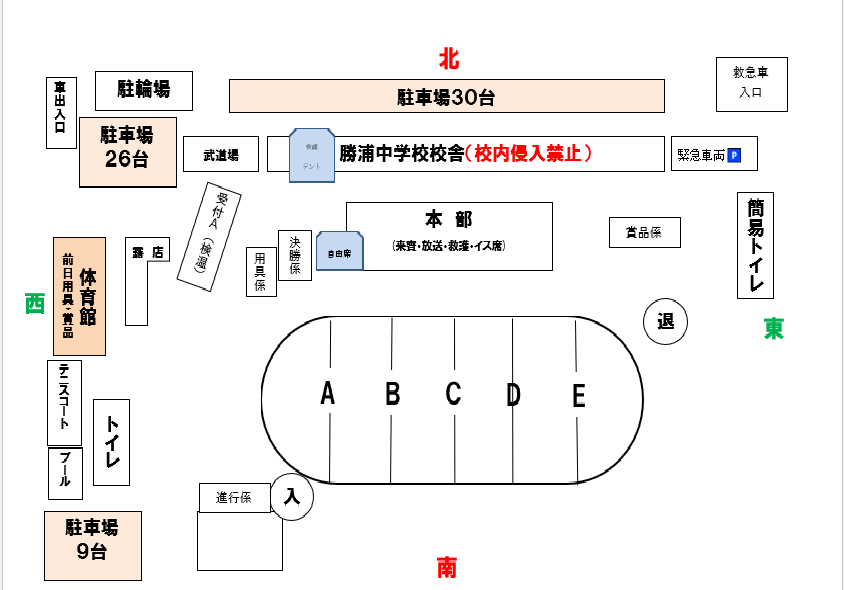 北
車出入口
駐輪場
駐車場30台
救急車
入口
駐車場
26台
武道場
テント
勝浦中学校校舎(校内侵入禁止)
緊急車両 P
受付A(検温)
簡易トイレ
本 部
(来賓・放送・救護・イス席)
賞品係
露 店
用具係
決勝係
自由席
体育館
前日用具・賞品
西
東
退
テニスコート
トイレ
プール
A B C D E
進行係
入
駐車場
9台
南